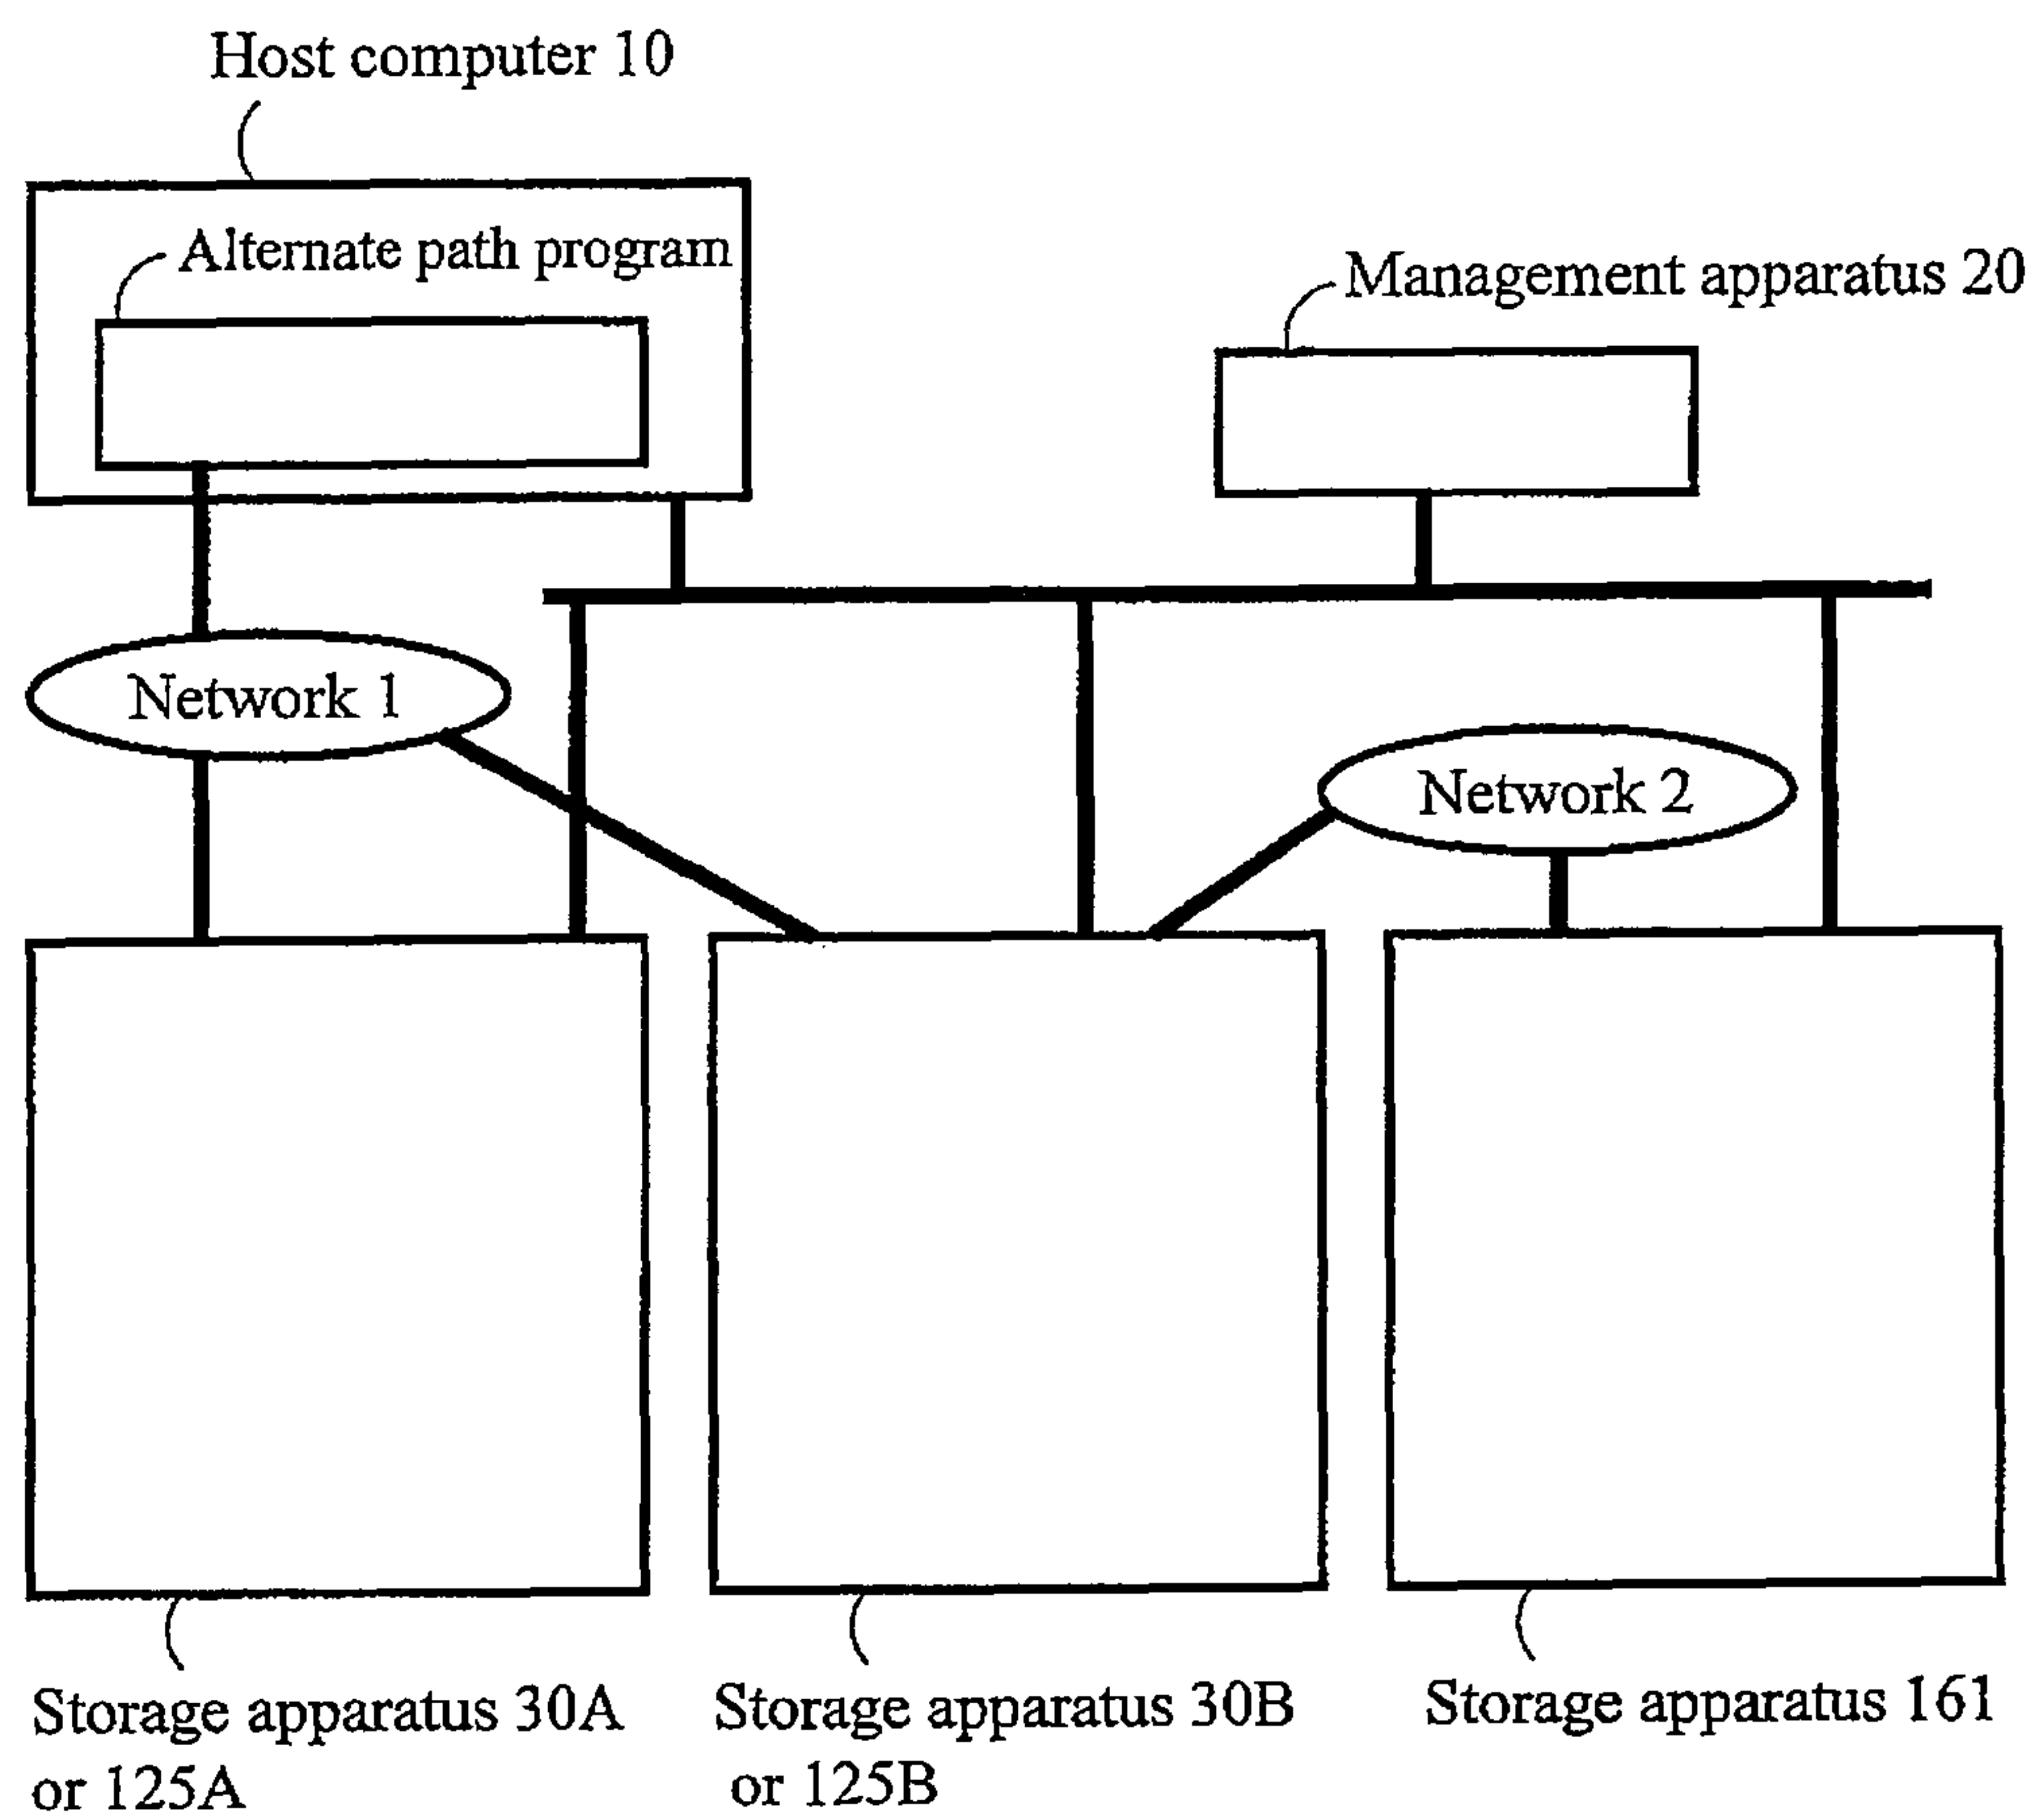 Host computer 10
Alternate path program
Management apparatus 20
Network 1
Network 2
Storage apparatus 30A
or 125A
Storage apparatus 30B
or 125B
Storage apparatus 161